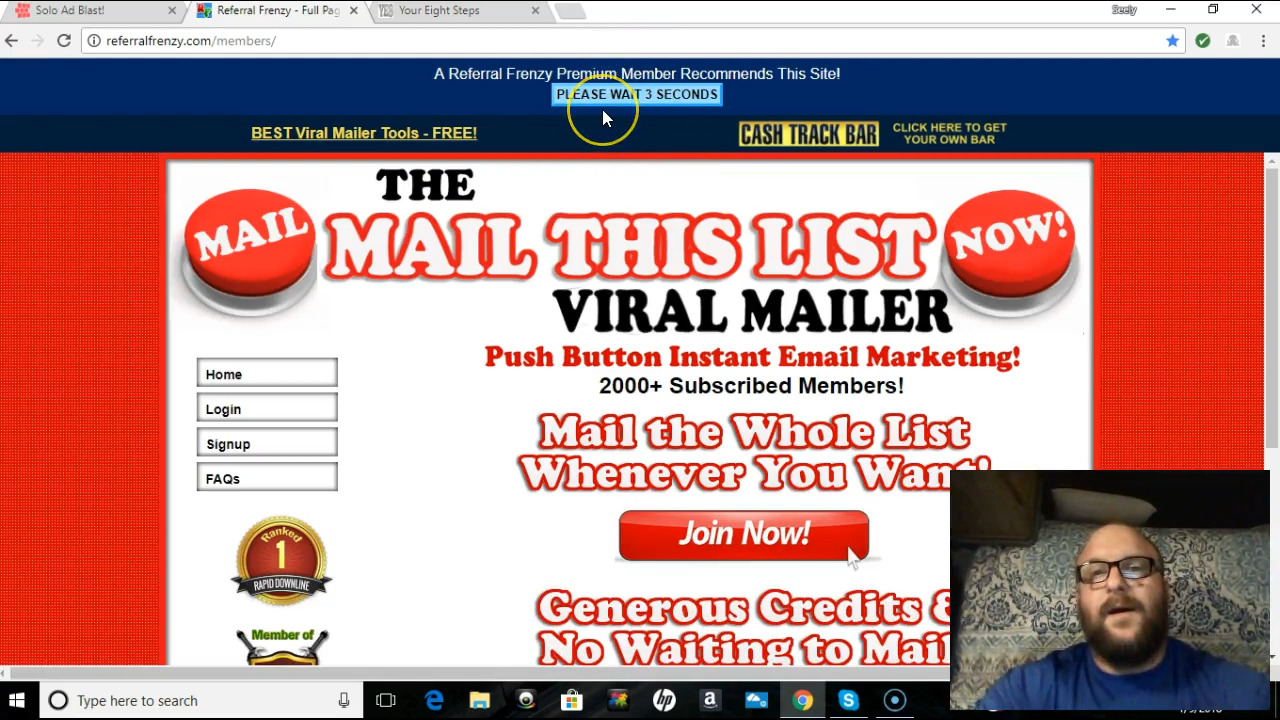 Solo Ad Blast!
Referral Frenzy - Full Pag
Your Eight Steps
Seely
referralfrenzy.com/members/
A Referral Frenzy Premium Member Recommends This Site!
PLEASE WAIT 3 SECONDS
BEST Viral Mailer Tools - FREE!
CASH TRACK BAR
CLICK HERE TO GET
YOUR OWN BAR
THE
MAIL
MAIL THIS LIST
NOW!
VIRAL MAILER
Push Button Instant Email Marketing!
2000+ Subscribed Members!
Home
Login
Signup
FAQs
Mail the Whole List
Whenever You Want!
Join Now!
Ranked
1
RAPID DOWNLINE
Generous Credits &
No Waiting to Mail
Member of
Type here to search